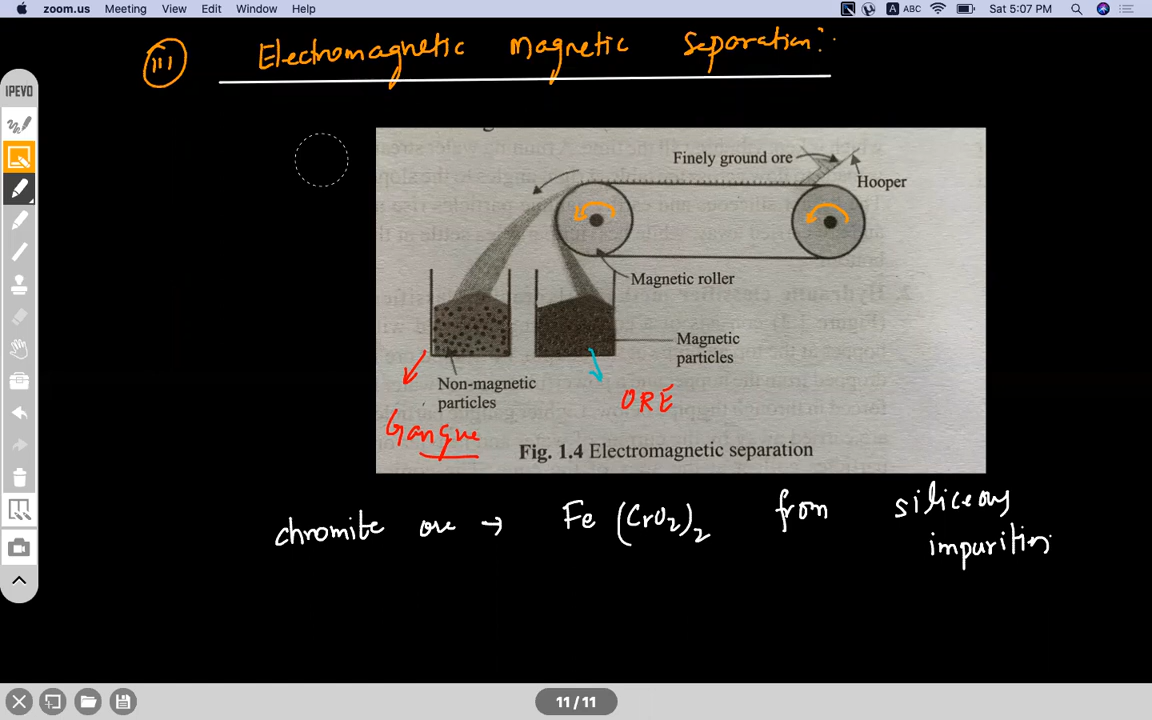 zoom.us Meeting View Edit Window Help
A ABC Sat 5:07 PM
IPEVO
(iii) Electromagnetic Magnetic Separation:
Finely ground ore
Hooper
Magnetic roller
Magnetic
particles
Non-magnetic
particles
ORE
Gangue
Fig. 1.4 Electromagnetic separation
chromite ore → Fe(CrO2)2 from siliceous
impurities
11/11